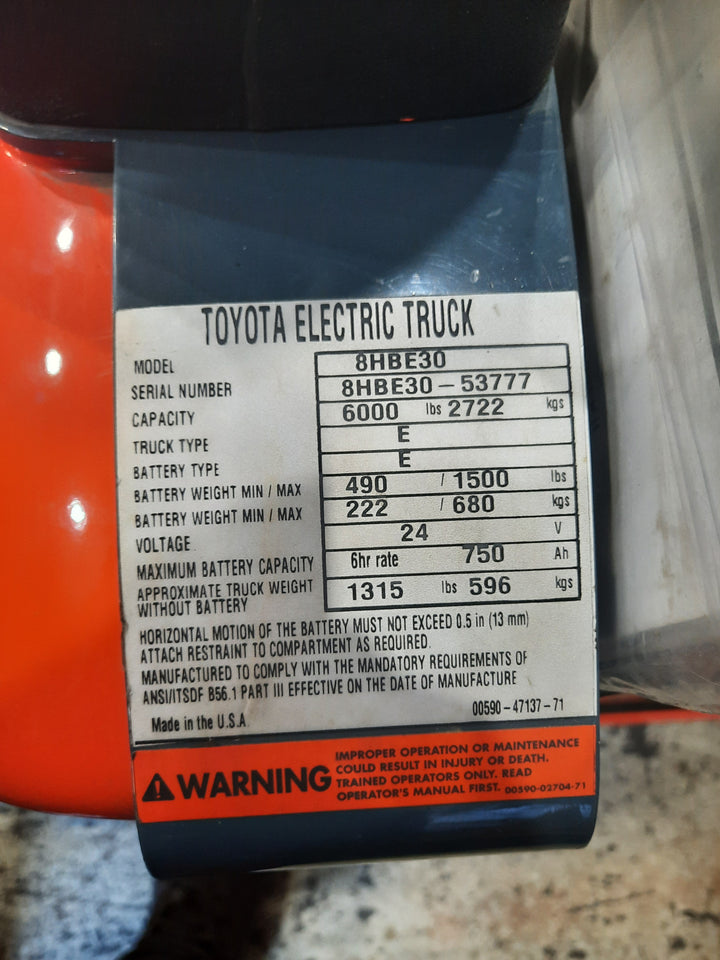 TOYOTA ELECTRIC TRUCK
MODEL 8HBE30
SERIAL NUMBER 8HBE30-53777
CAPACITY 6000 lbs 2722 kgs
TRUCK TYPE E
BATTERY TYPE E
BATTERY WEIGHT MIN / MAX 490 / 1500 lbs
BATTERY WEIGHT MIN / MAX 222 / 680 kgs
VOLTAGE 24 V
MAXIMUM BATTERY CAPACITY 6hr rate 750 Ah
APPROXIMATE TRUCK WEIGHT
WITHOUT BATTERY 1315 lbs 596 kgs
HORIZONTAL MOTION OF THE BATTERY MUST NOT EXCEED 0.5 in (13 mm)
ATTACH RESTRAINT TO COMPARTMENT AS REQUIRED.
MANUFACTURED TO COMPLY WITH THE MANDATORY REQUIREMENTS OF
ANSI/ITSDF B56.1 PART III EFFECTIVE ON THE DATE OF MANUFACTURE
00590-47137-71
Made in the U.S.A.
WARNING
IMPROPER OPERATION OR MAINTENANCE
COULD RESULT IN INJURY OR DEATH.
TRAINED OPERATORS ONLY. READ
OPERATOR'S MANUAL FIRST. 00590-02704-71